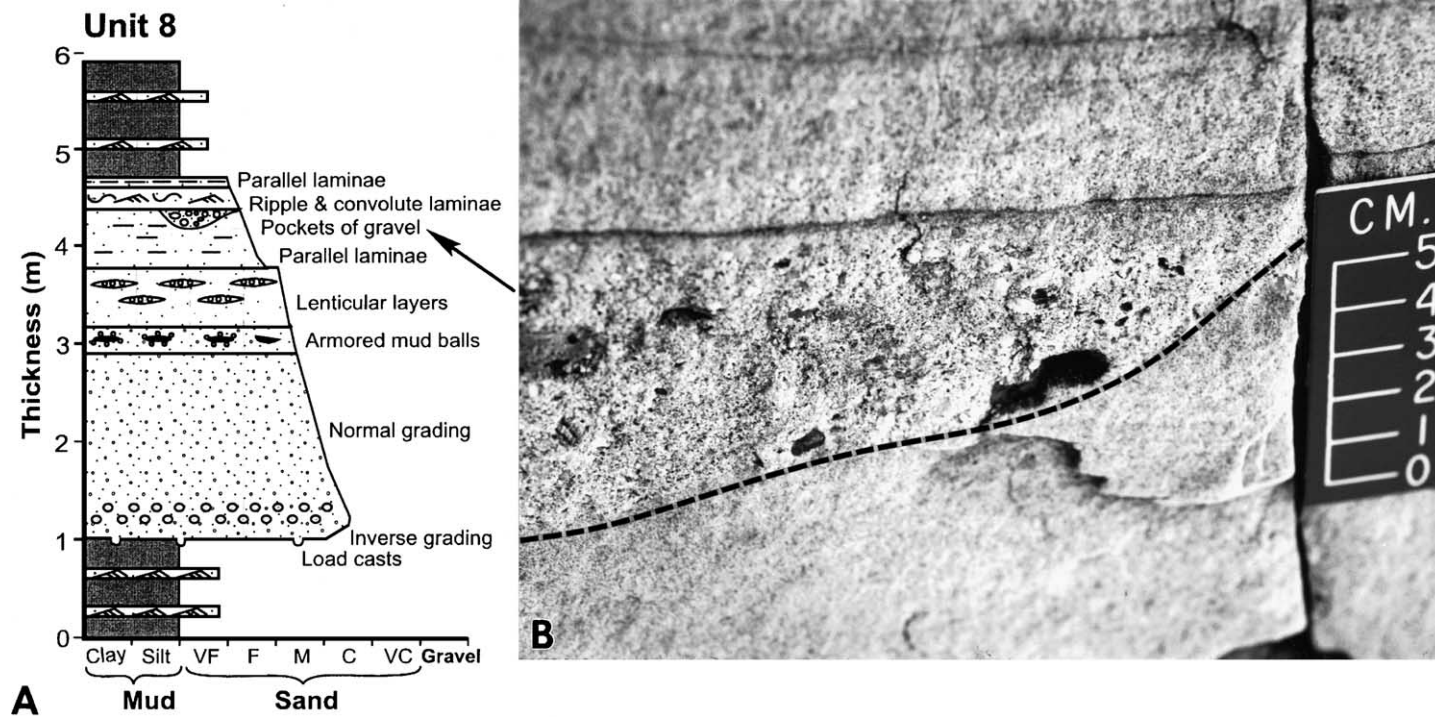 Unit 8
6
5
4
3
2
1
0
Thickness (m)
Parallel laminae
Ripple & convolute laminae
Pockets of gravel
Parallel laminae
Lenticular layers
Armored mud balls
Normal grading
Inverse grading
Load casts
Clay Silt VF F M C VC Gravel
Mud Sand
A
B
CM.
5
4
3
2
1
0